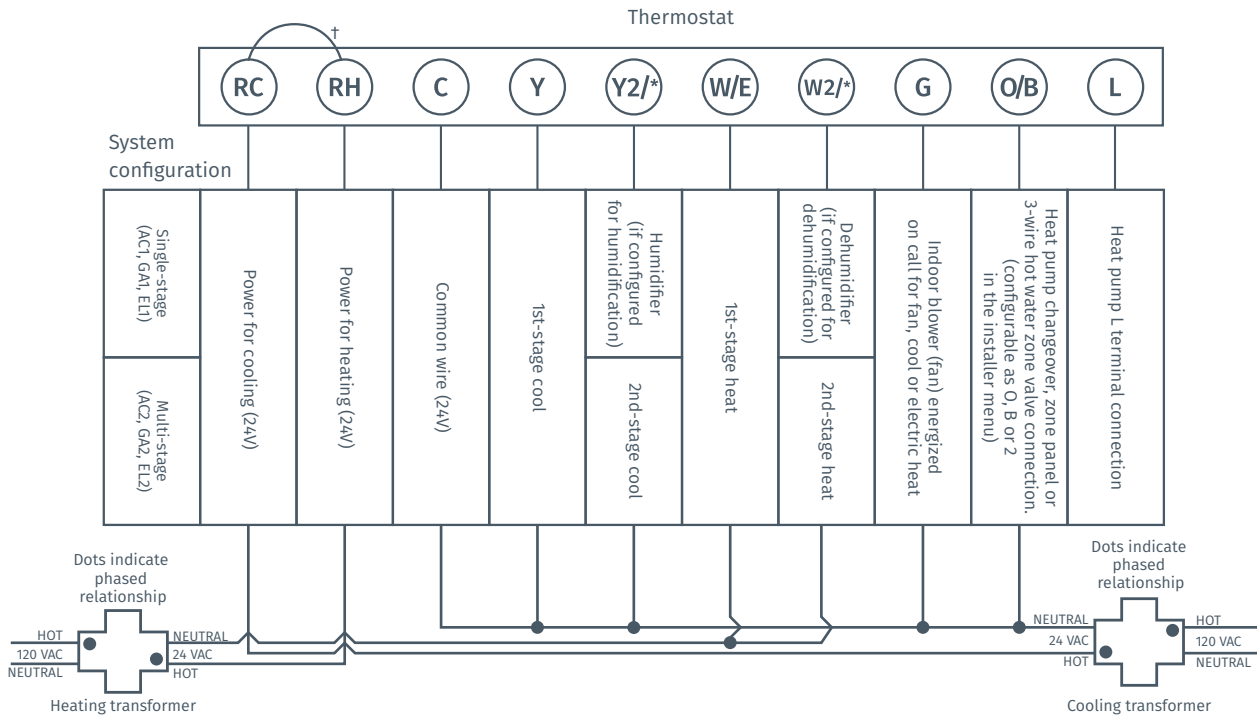 Thermostat
†
RC
RH
C
Y
Y2/*
W/E
W2/*
G
O/B
L
System
configuration
Single-stage
(AC1, GA1, EL1)
Multi-stage
(AC2, GA2, EL2)
Power for cooling (24V)
Power for heating (24V)
Common wire (24V)
1st-stage cool
Humidifier
(if configured
for humidification)
2nd-stage cool
1st-stage heat
Dehumidifier
(if configured for
dehumidification)
2nd-stage heat
Indoor blower (fan) energized
on call for fan, cool or electric heat
Heat pump changeover, zone panel or
3-wire hot water zone valve connection.
(configurable as O, B or 2
in the installer menu)
Heat pump L terminal connection
Dots indicate
phased
relationship
HOT
120 VAC
NEUTRAL
NEUTRAL
24 VAC
HOT
Heating transformer
Dots indicate
phased
relationship
NEUTRAL
24 VAC
HOT
HOT
120 VAC
NEUTRAL
Cooling transformer